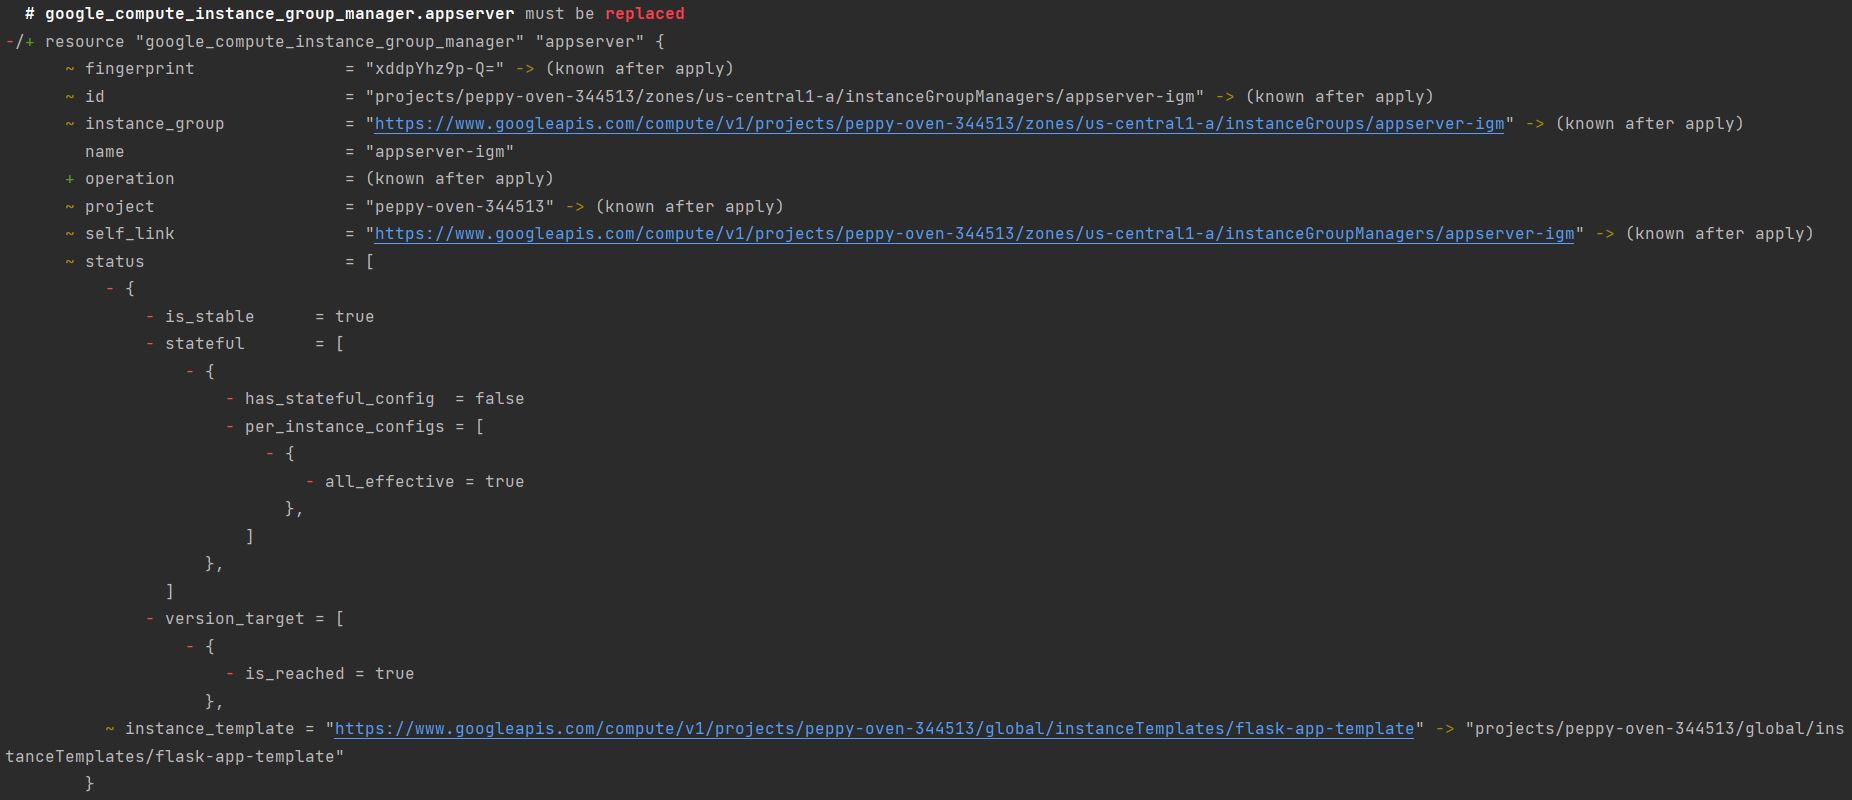 # google_compute_instance_group_manager.appserver must be replaced
-/+ resource "google_compute_instance_group_manager" "appserver" {
      ~ fingerprint               = "xddpYhz9p-Q=" -> (known after apply)
      ~ id                        = "projects/peppy-oven-344513/zones/us-central1-a/instanceGroupManagers/appserver-igm" -> (known after apply)
      ~ instance_group            = "https://www.googleapis.com/compute/v1/projects/peppy-oven-344513/zones/us-central1-a/instanceGroups/appserver-igm" -> (known after apply)
        name                      = "appserver-igm"
      + operation                 = (known after apply)
      ~ project                   = "peppy-oven-344513" -> (known after apply)
      ~ self_link                 = "https://www.googleapis.com/compute/v1/projects/peppy-oven-344513/zones/us-central1-a/instanceGroupManagers/appserver-igm" -> (known after apply)
      ~ status                    = [
          - {
              - is_stable      = true
              - stateful       = [
                  - {
                      - has_stateful_config  = false
                      - per_instance_configs = [
                          - {
                              - all_effective = true
                            },
                        ]
                    },
                ]
              - version_target = [
                  - {
                      - is_reached = true
                    },
          ~ instance_template = "https://www.googleapis.com/compute/v1/projects/peppy-oven-344513/global/instanceTemplates/flask-app-template" -> "projects/peppy-oven-344513/global/ins
tanceTemplates/flask-app-template"
        }